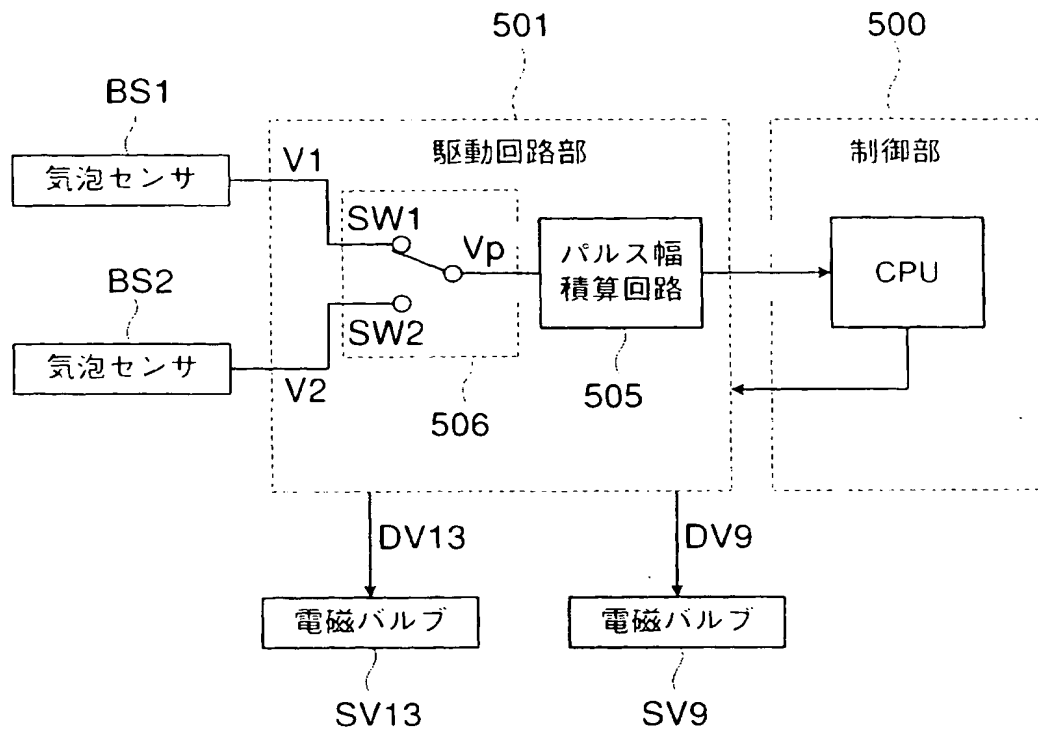 501
500
BS1
気泡センサ
V1
駆動回路部
制御部
SW1
Vp
パルス幅
積算回路
CPU
BS2
気泡センサ
SW2
V2
506
505
DV13
DV9
電磁バルブ
電磁バルブ
SV13
SV9